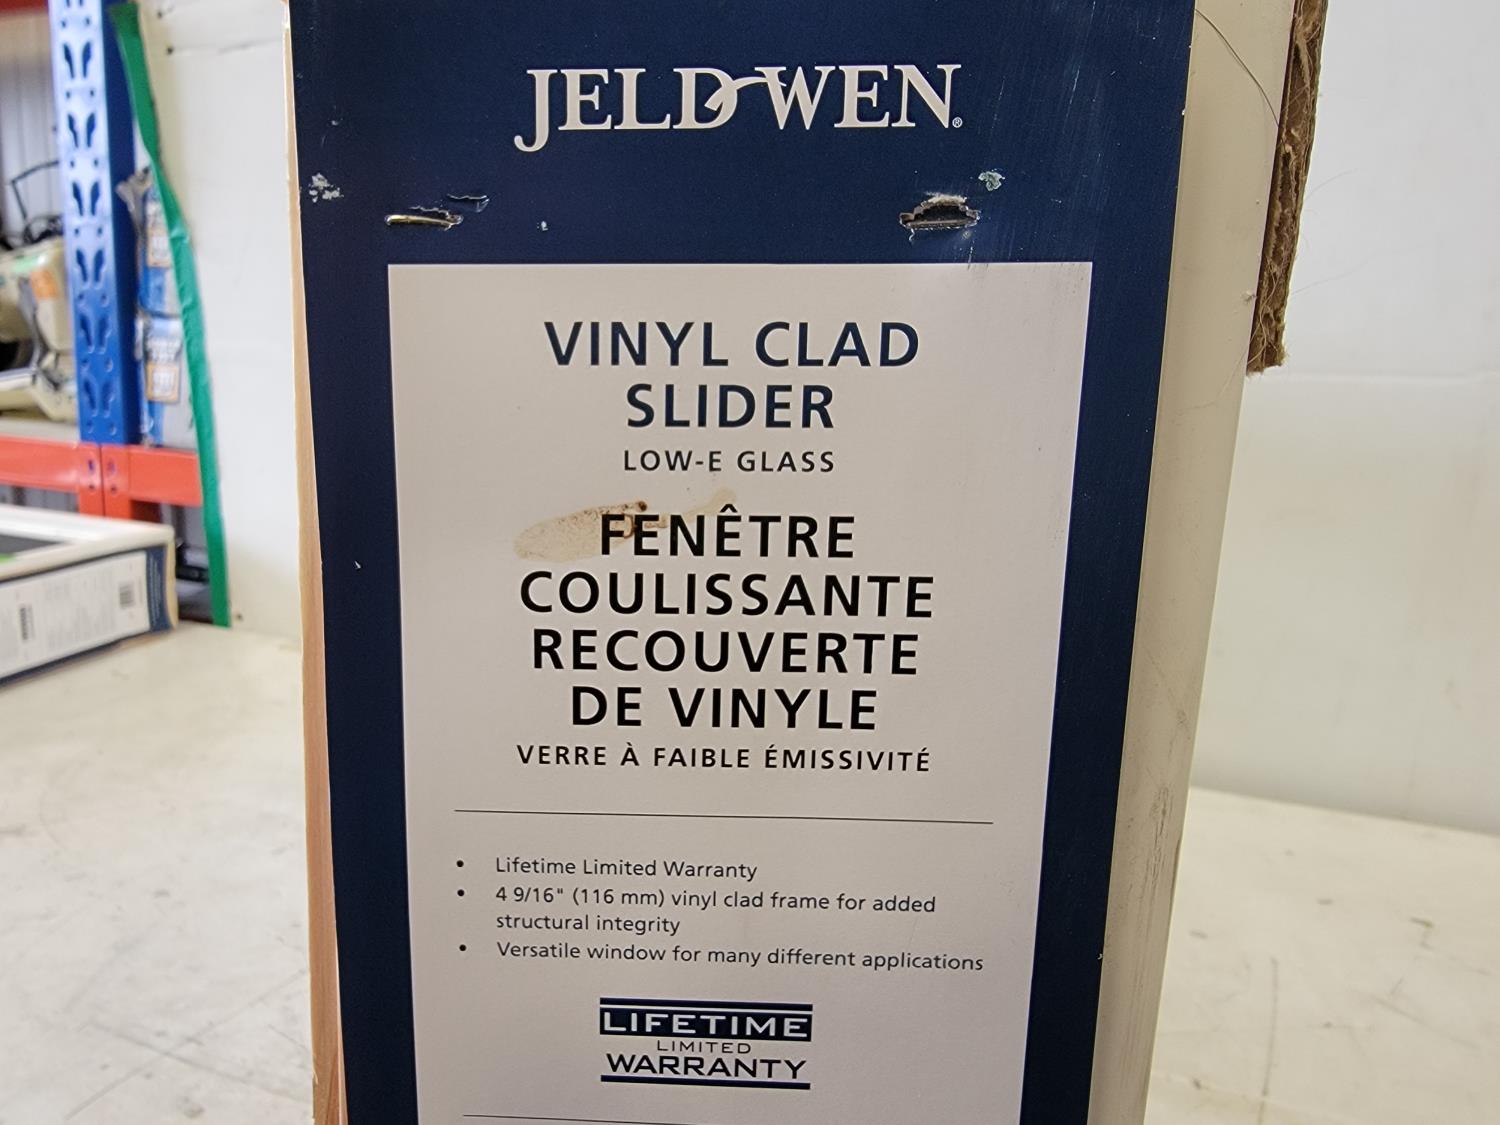 JELD-WEN®
VINYL CLAD
SLIDER
LOW-E GLASS
FENÊTRE
COULISSANTE
RECOUVERTE
DE VINYLE
VERRE À FAIBLE ÉMISSIVITÉ
• Lifetime Limited Warranty
• 4 9/16" (116 mm) vinyl clad frame for added
structural integrity
• Versatile window for many different applications
LIFETIME
LIMITED
WARRANTY